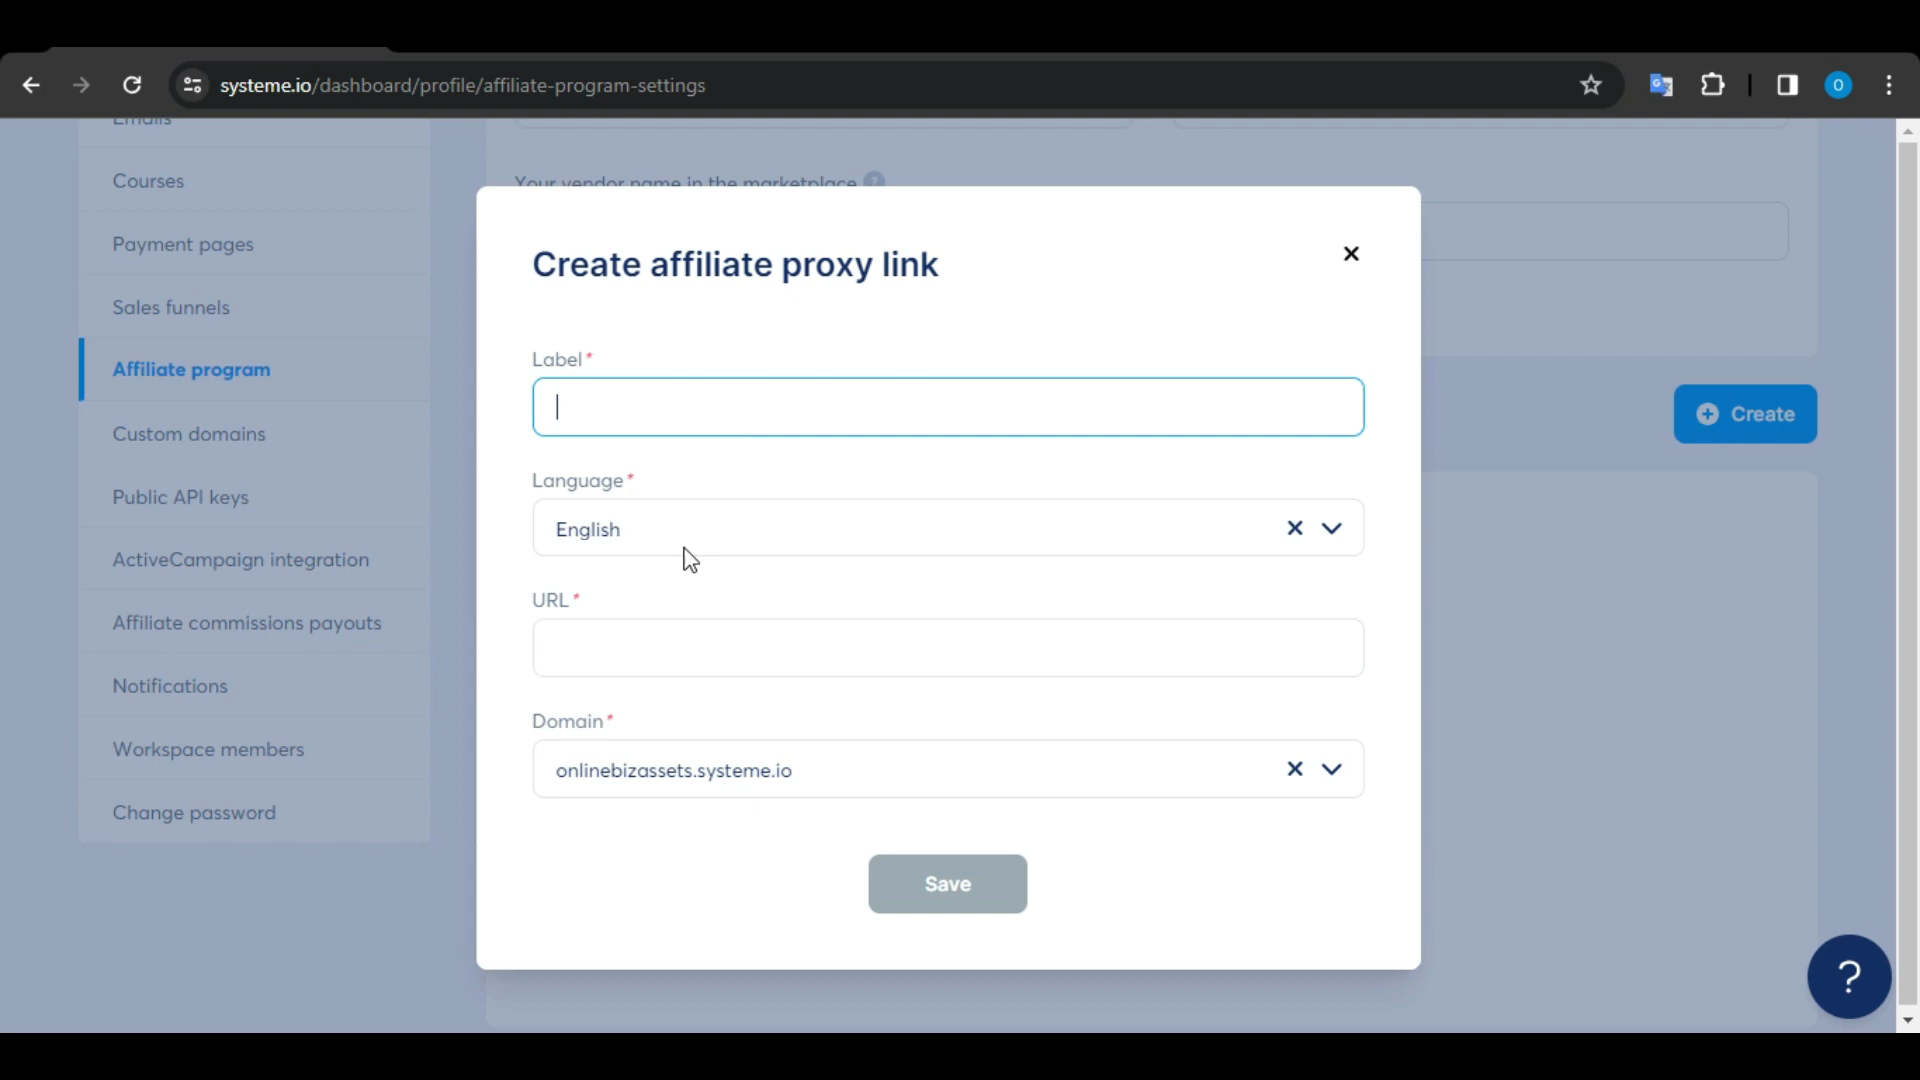 systeme.io/dashboard/profile/affiliate-program-settings
O
Emails
Courses
Payment pages
Sales funnels
Affiliate program
Custom domains
Public API keys
ActiveCampaign integration
Affiliate commissions payouts
Notifications
Workspace members
Change password
Your vendor name in the marketplace ?
Create affiliate proxy link
Label*
Language*
English
URL*
Domain*
onlinebizassets.systeme.io
Save
Create
?